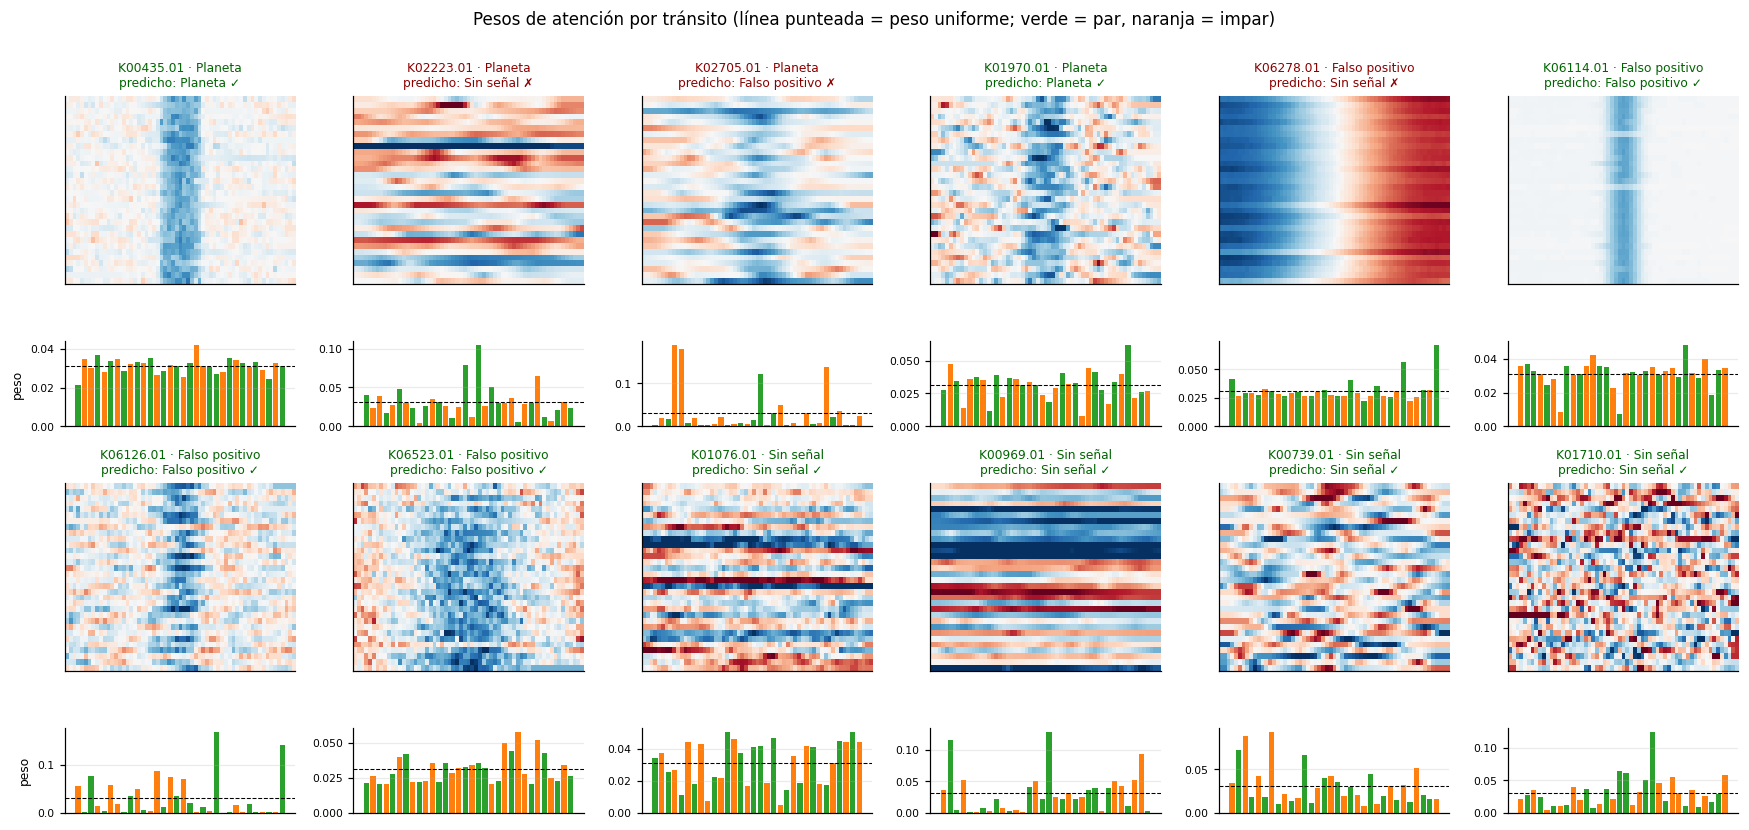 Pesos de atención por tránsito (línea punteada = peso uniforme; verde = par, naranja = impar)
K00435.01 · Planeta
predicho: Planeta ✓
K02223.01 · Planeta
predicho: Sin señal ✗
K02705.01 · Planeta
predicho: Falso positivo ✗
K01970.01 · Planeta
predicho: Planeta ✓
K06278.01 · Falso positivo
predicho: Sin señal ✗
K06114.01 · Falso positivo
predicho: Falso positivo ✓
peso
0.04
0.02
0.00
0.10
0.05
0.00
0.1
0.0
0.050
0.025
0.000
0.050
0.025
0.000
0.04
0.02
0.00
K06126.01 · Falso positivo
predicho: Falso positivo ✓
K06523.01 · Falso positivo
predicho: Falso positivo ✓
K01076.01 · Sin señal
predicho: Sin señal ✓
K00969.01 · Sin señal
predicho: Sin señal ✓
K00739.01 · Sin señal
predicho: Sin señal ✓
K01710.01 · Sin señal
predicho: Sin señal ✓
peso
0.1
0.0
0.050
0.025
0.000
0.04
0.02
0.00
0.10
0.05
0.00
0.05
0.00
0.10
0.05
0.00